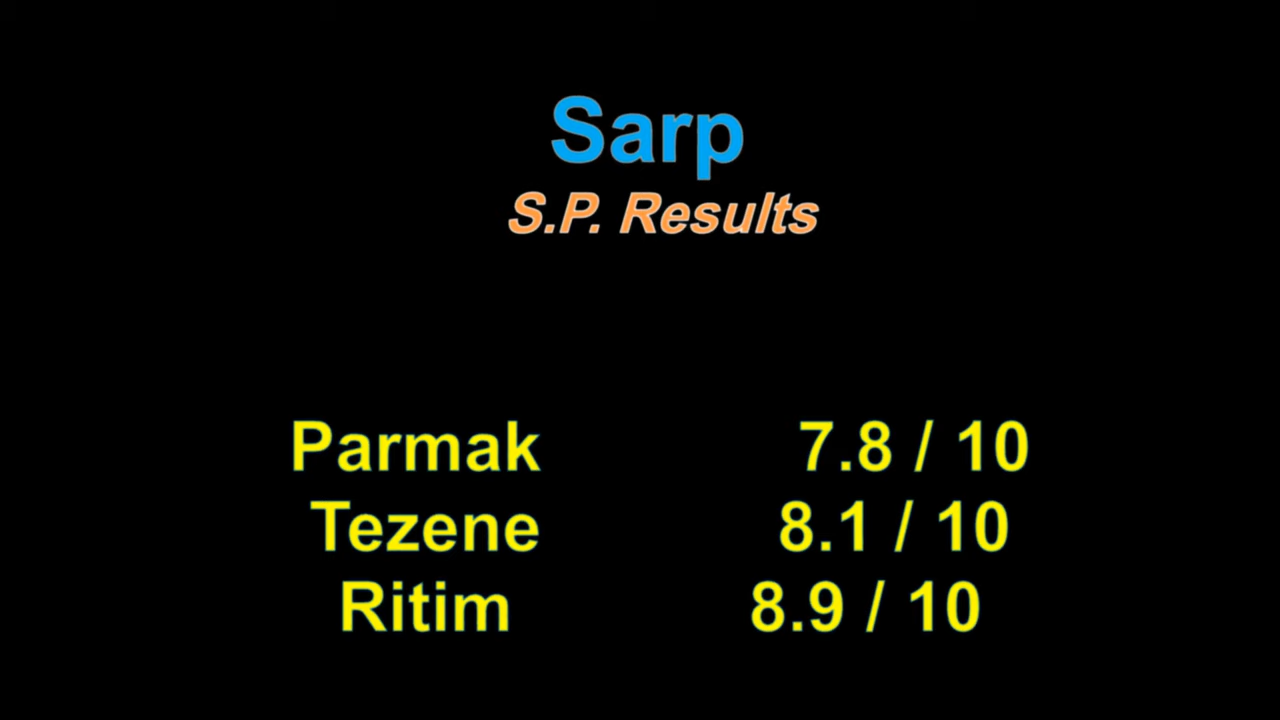 Sarp
S.P. Results
Parmak 7.8 / 10
Tezene 8.1 / 10
Ritim 8.9 / 10